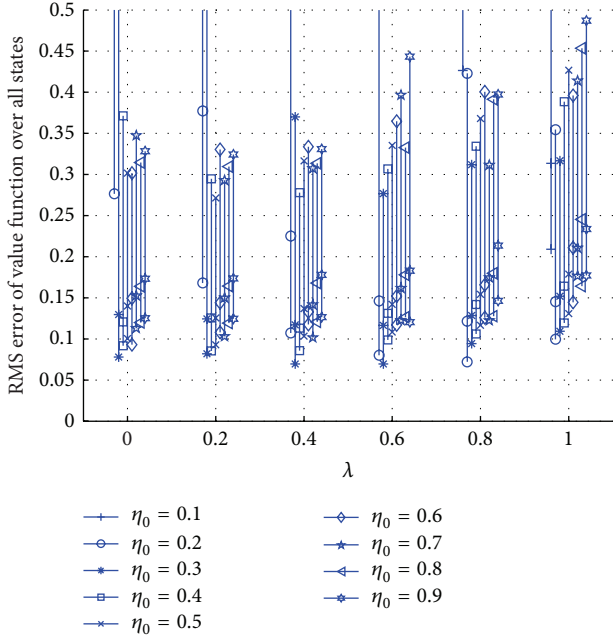 RMS error of value function over all states
0.5
0.45
0.4
0.35
0.3
0.25
0.2
0.15
0.1
0.05
0
0 0.2 0.4 0.6 0.8 1
λ
η₀ = 0.1
η₀ = 0.2
η₀ = 0.3
η₀ = 0.4
η₀ = 0.5
η₀ = 0.6
η₀ = 0.7
η₀ = 0.8
η₀ = 0.9